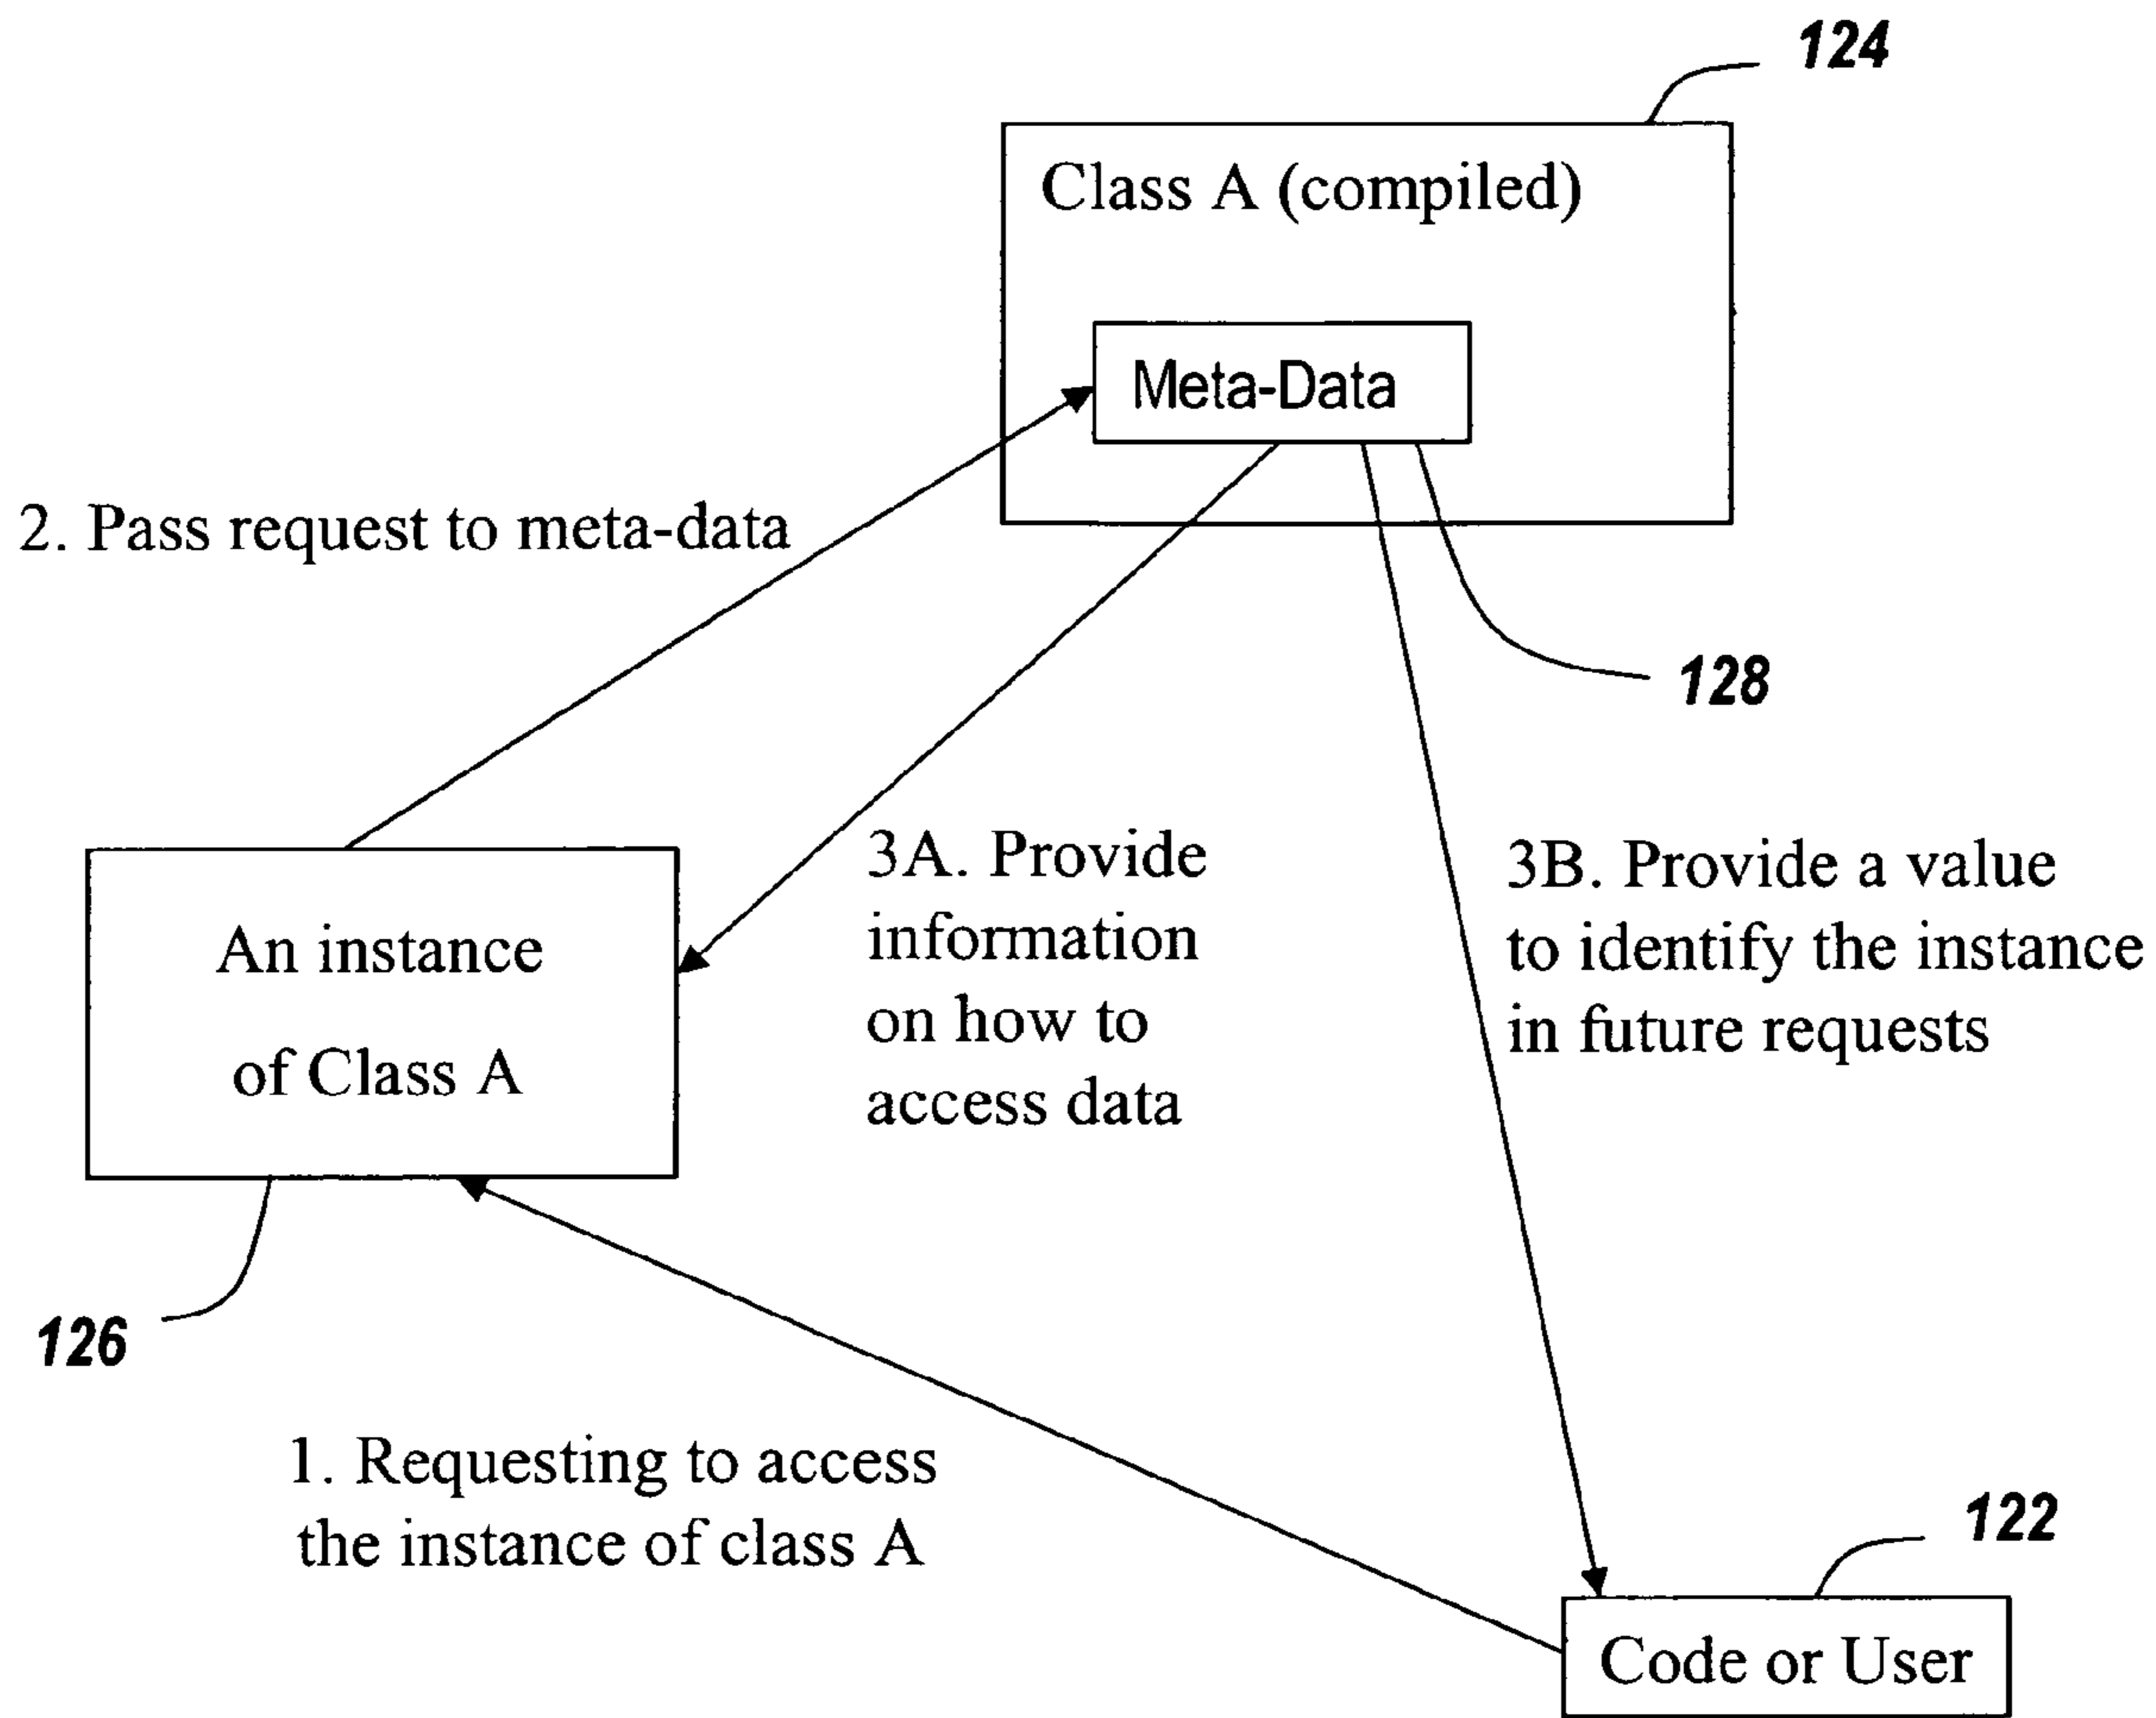 124
Class A (compiled)
Meta-Data
2. Pass request to meta-data
128
3A. Provide
information
on how to
access data
3B. Provide a value
to identify the instance
in future requests
An instance
of Class A
126
1. Requesting to access
the instance of class A
122
Code or User